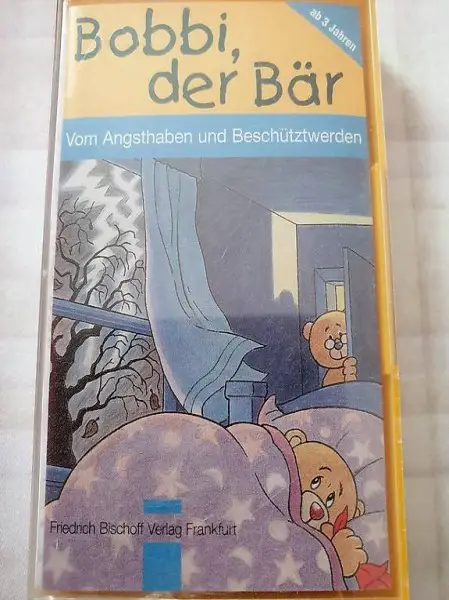 Bobbi,
der Bär
ab 3 Jahren
Vom Angsthaben und Beschütztwerden
Friedrich Bischoff Verlag Frankfurt